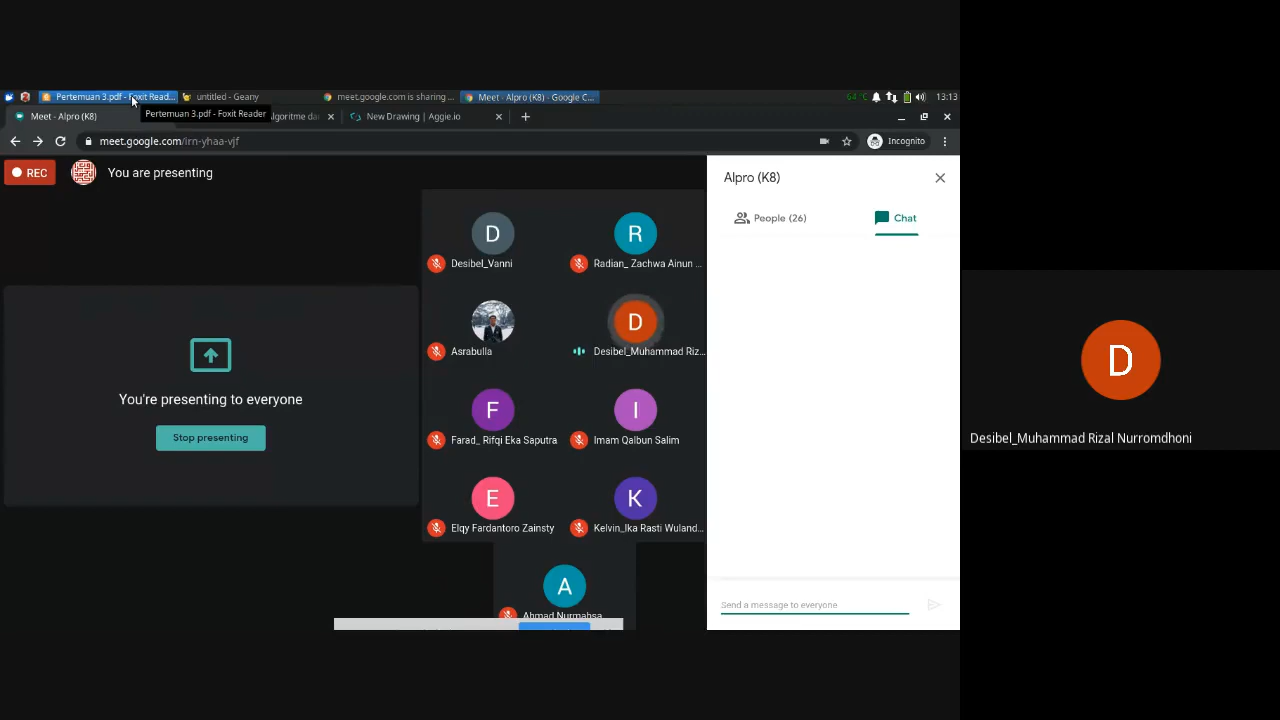 Pertemuan 3.pdf - Foxit Read...
untitled - Geany
meet.google.com is sharing ...
Meet - Alpro (K8) - Google C...
64°C
13:13
Meet - Alpro (K8)
Pertemuan 3.pdf - Foxit Reader
Algoritme da
New Drawing | Aggie.io
meet.google.com/irn-yhaa-vjf
Incognito
REC
You are presenting
Alpro (K8)
People (26)
Chat
D
Desibel_Vanni
R
Radian_ Zachwa Ainun ...
Asrabulla
D
Desibel_Muhammad Riz...
You're presenting to everyone
Stop presenting
F
Farad_ Rifqi Eka Saputra
I
Imam Qalbun Salim
E
Elqy Fardantoro Zainsty
K
Kelvin_Ika Rasti Wuland...
A
Ahmad Nurmahsa
Send a message to everyone
D
Desibel_Muhammad Rizal Nurromdhoni